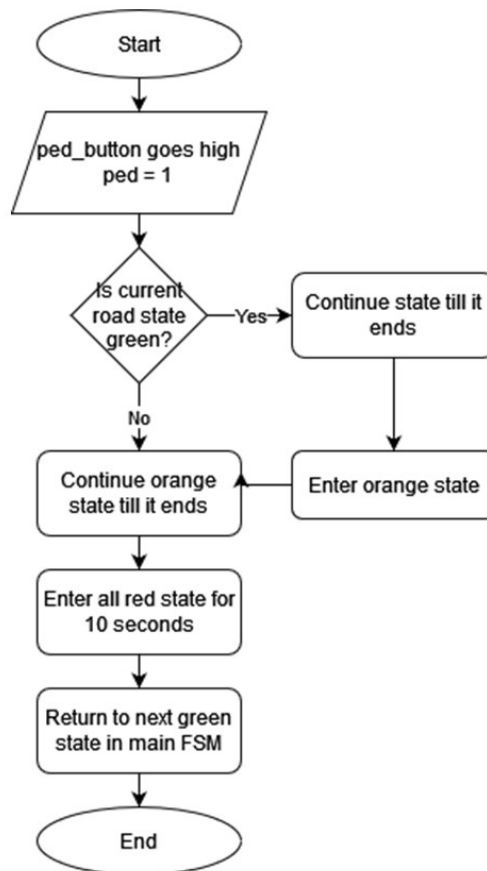 Start
ped_button goes high
ped = 1
Is current
road state
green?
Yes
Continue state till it
ends
No
Continue orange
state till it ends
Enter orange state
Enter all red state for
10 seconds
Return to next green
state in main FSM
End